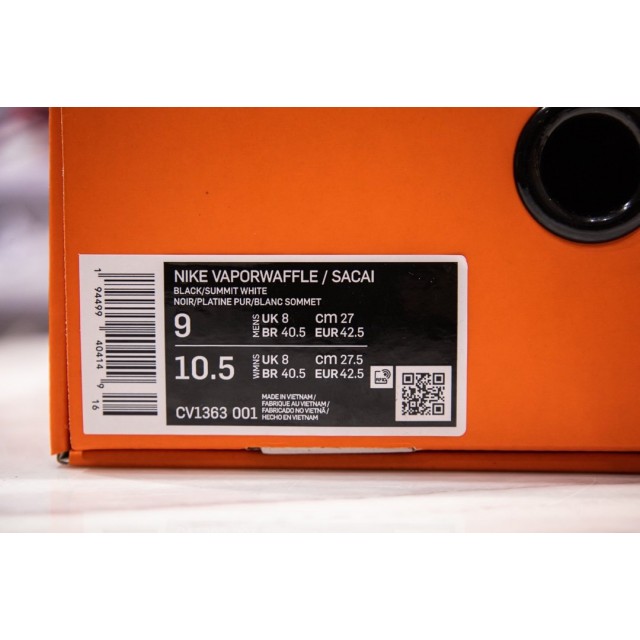 NIKE VAPORWAFFLE / SACAI
BLACK/SUMMIT WHITE
NOIR/PLATINE PUR/BLANC SOMMET
9 MENS UK 8 cm 27
BR 40.5 EUR 42.5
10.5 WMNS UK 8 cm 27.5
BR 40.5 EUR 42.5
CV1363 001
MADE IN VIETNAM/
FABRIQUE AU VIETNAM/
FABRICADO NO VIETNÃ/
HECHO EN VIETNAM
1 94499 40414 9 16